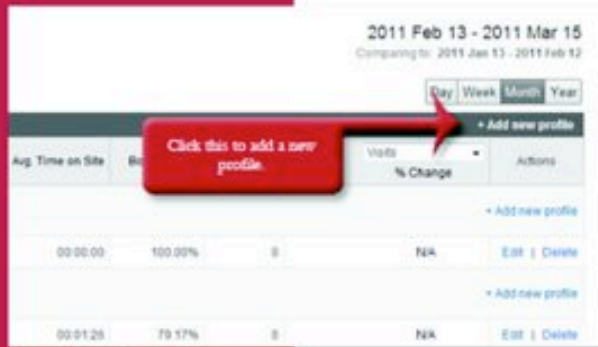 2011 Feb 13 - 2011 Mar 15
Comparing to: 2011 Jan 13 - 2011 Feb 12
Day Week Month Year
+ Add new profile
Click this to add a new
profile.
Avg. Time on Site
Visits
% Change
Actions
+ Add new profile
00:00:00 100.00% 0 N/A Edit | Delete
+ Add new profile
00:01:26 79.17% 0 N/A Edit | Delete